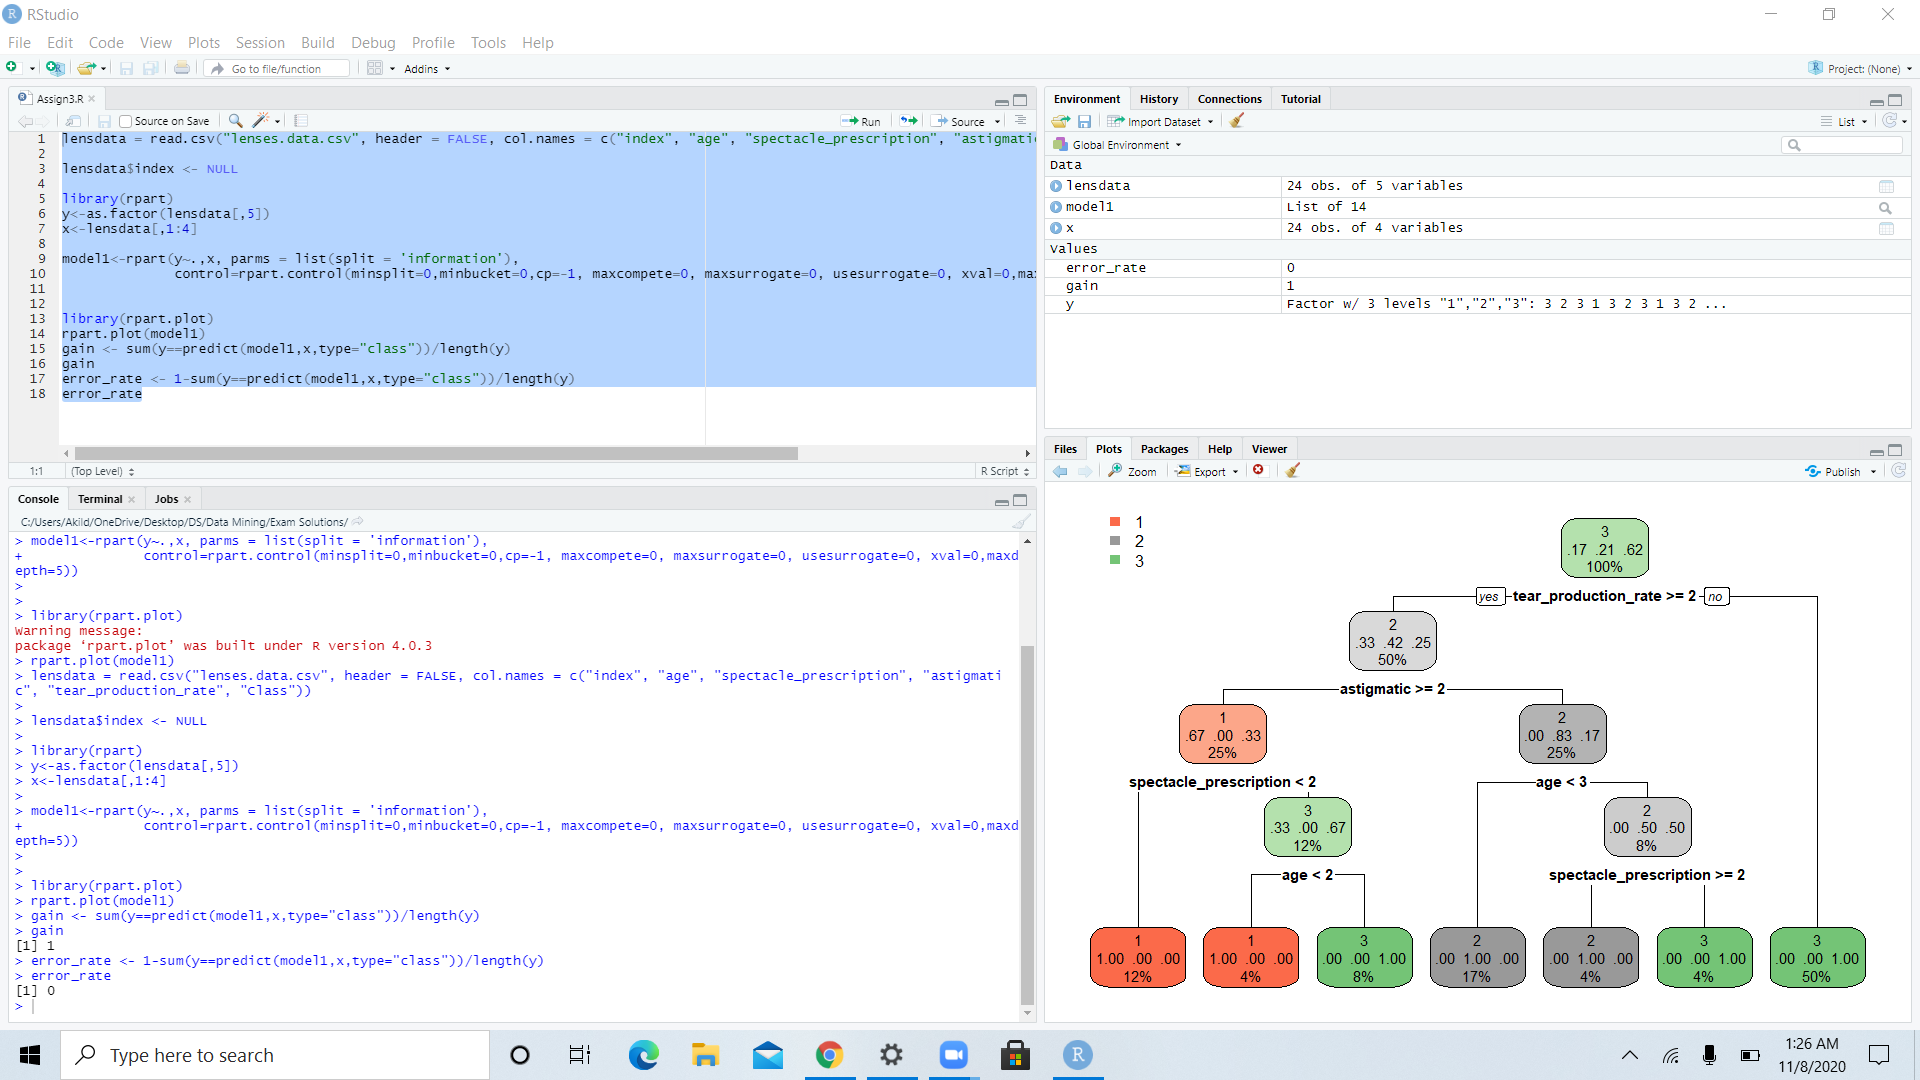 RStudio
File Edit Code View Plots Session Build Debug Profile Tools Help
Go to file/function Addins Project: (None)
Assign3.R
Source on Save Run Source
1 lensdata = read.csv("lenses.data.csv", header = FALSE, col.names = c("index", "age", "spectacle_prescription", "astigmati
2
3 lensdata$index <- NULL
4
5 library(rpart)
6 y<-as.factor(lensdata[,5])
7 x<-lensdata[,1:4]
8
9 model1<-rpart(y~.,x, parms = list(split = 'information'),
10 control=rpart.control(minsplit=0,minbucket=0,cp=-1, maxcompete=0, maxsurrogate=0, usesurrogate=0, xval=0,ma
11
12
13 library(rpart.plot)
14 rpart.plot(model1)
15 gain <- sum(y==predict(model1,x,type="class"))/length(y)
16 gain
17 error_rate <- 1-sum(y==predict(model1,x,type="class"))/length(y)
18 error_rate
1:1 (Top Level) R Script
Console Terminal Jobs
C:/Users/Akild/OneDrive/Desktop/DS/Data Mining/Exam Solutions/
> model1<-rpart(y~.,x, parms = list(split = 'information'),
+ control=rpart.control(minsplit=0,minbucket=0,cp=-1, maxcompete=0, maxsurrogate=0, usesurrogate=0, xval=0,maxd
epth=5))
>
>
> library(rpart.plot)
Warning message:
package ‘rpart.plot’ was built under R version 4.0.3
> rpart.plot(model1)
> lensdata = read.csv("lenses.data.csv", header = FALSE, col.names = c("index", "age", "spectacle_prescription", "astigmati
c", "tear_production_rate", "class"))
>
> lensdata$index <- NULL
>
> library(rpart)
> y<-as.factor(lensdata[,5])
> x<-lensdata[,1:4]
>
> model1<-rpart(y~.,x, parms = list(split = 'information'),
+ control=rpart.control(minsplit=0,minbucket=0,cp=-1, maxcompete=0, maxsurrogate=0, usesurrogate=0, xval=0,maxd
epth=5))
>
>
> library(rpart.plot)
> rpart.plot(model1)
> gain <- sum(y==predict(model1,x,type="class"))/length(y)
> gain
[1] 1
> error_rate <- 1-sum(y==predict(model1,x,type="class"))/length(y)
> error_rate
[1] 0
>
Environment History Connections Tutorial
Import Dataset List
Global Environment
Data
lensdata 24 obs. of 5 variables
model1 List of 14
x 24 obs. of 4 variables
Values
error_rate 0
gain 1
y Factor w/ 3 levels "1","2","3": 3 2 3 1 3 2 3 1 3 2 ...
Files Plots Packages Help Viewer
Zoom Export Publish
1
2
3
3
.17 .21 .62
100%
yes tear_production_rate >= 2 no
2
.33 .42 .25
50%
astigmatic >= 2
1 2
.67 .00 .33 .00 .83 .17
25% 25%
spectacle_prescription < 2 age < 3
3 2
.33 .00 .67 .00 .50 .50
12% 8%
age < 2 spectacle_prescription >= 2
1 1 3 2 2 3 3
1.00 .00 .00 1.00 .00 .00 .00 .00 1.00 .00 1.00 .00 .00 1.00 .00 .00 .00 1.00 .00 .00 1.00
12% 4% 8% 17% 4% 4% 50%
Type here to search
1:26 AM
11/8/2020